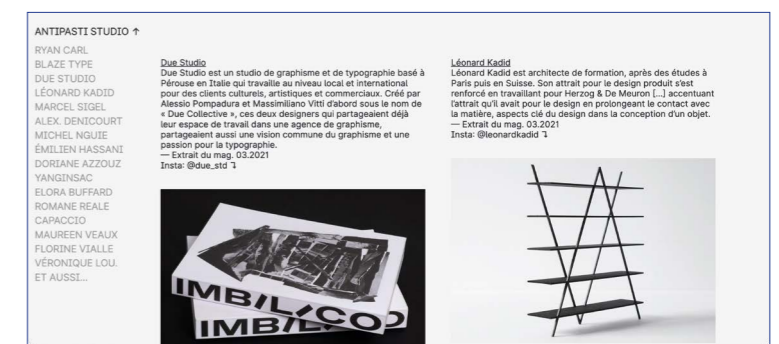 ANTIPASTI STUDIO ↑
RYAN CARL
BLAZE TYPE
DUE STUDIO
LÉONARD KADID
MARCEL SIGEL
ALEX. DENICOURT
MICHEL NGUIE
ÉMILIEN HASSANI
DORIANE AZZOUZ
YANGINSAC
ELORA BUFFARD
ROMANE REALE
CAPACCIO
MAUREEN VEAUX
FLORINE VIALLE
VÉRONIQUE LOU.
ET AUSSI...
Due Studio
Due Studio est un studio de graphisme et de typographie basé à
Pérouse en Italie qui travaille au niveau local et international
pour des clients culturels, artistiques et commerciaux. Créé par
Alessio Pompadura et Massimiliano Vitti d'abord sous le nom de
« Due Collective », ces deux designers qui partageaient déjà
leur espace de travail dans une agence de graphisme,
partageaient aussi une vision commune du graphisme et une
passion pour la typographie.
— Extrait du mag. 03.2021
Insta: @due_std ↴
IMB/L/CO
IMB/L/CO
Léonard Kadid
Léonard Kadid est architecte de formation, après des études à
Paris puis en Suisse. Son attrait pour le design produit s'est
renforcé en travaillant pour Herzog & De Meuron [...] accentuant
l'attrait qu'il avait pour le design en prolongeant le contact avec
la matière, aspects clé du design dans la conception d'un objet.
— Extrait du mag. 03.2021
Insta: @leonardkadid ↴